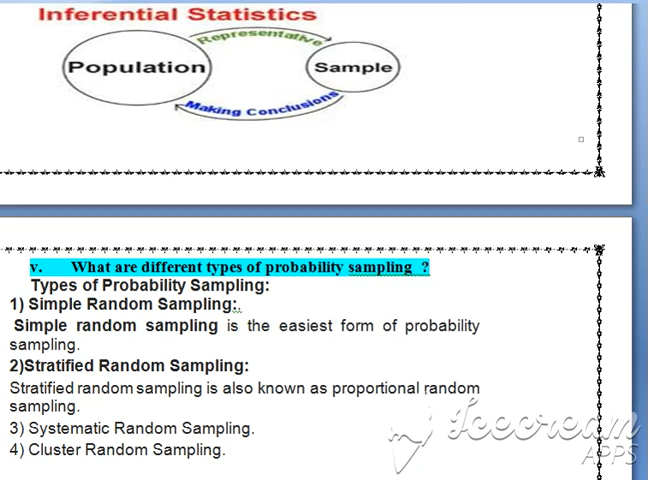 Inferential Statistics
Representative
Population
Sample
Making Conclusions
v. What are different types of probability sampling ?
Types of Probability Sampling:
1) Simple Random Sampling:.
Simple random sampling is the easiest form of probability
sampling.
2)Stratified Random Sampling:
Stratified random sampling is also known as proportional random
sampling.
3) Systematic Random Sampling.
4) Cluster Random Sampling.
Icecream
APPS